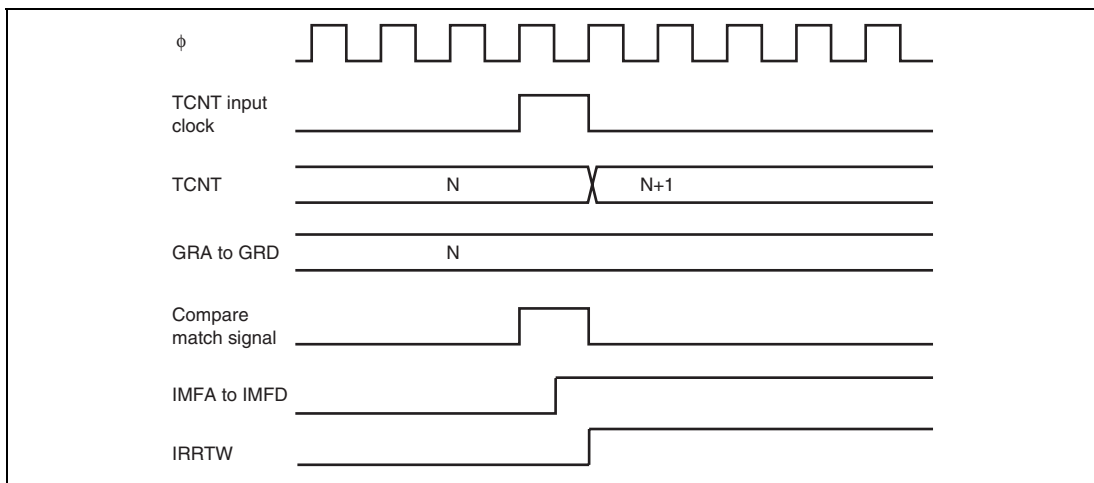 ϕ
TCNT input
clock
TCNT
N
N+1
GRA to GRD
N
Compare
match signal
IMFA to IMFD
IRRTW